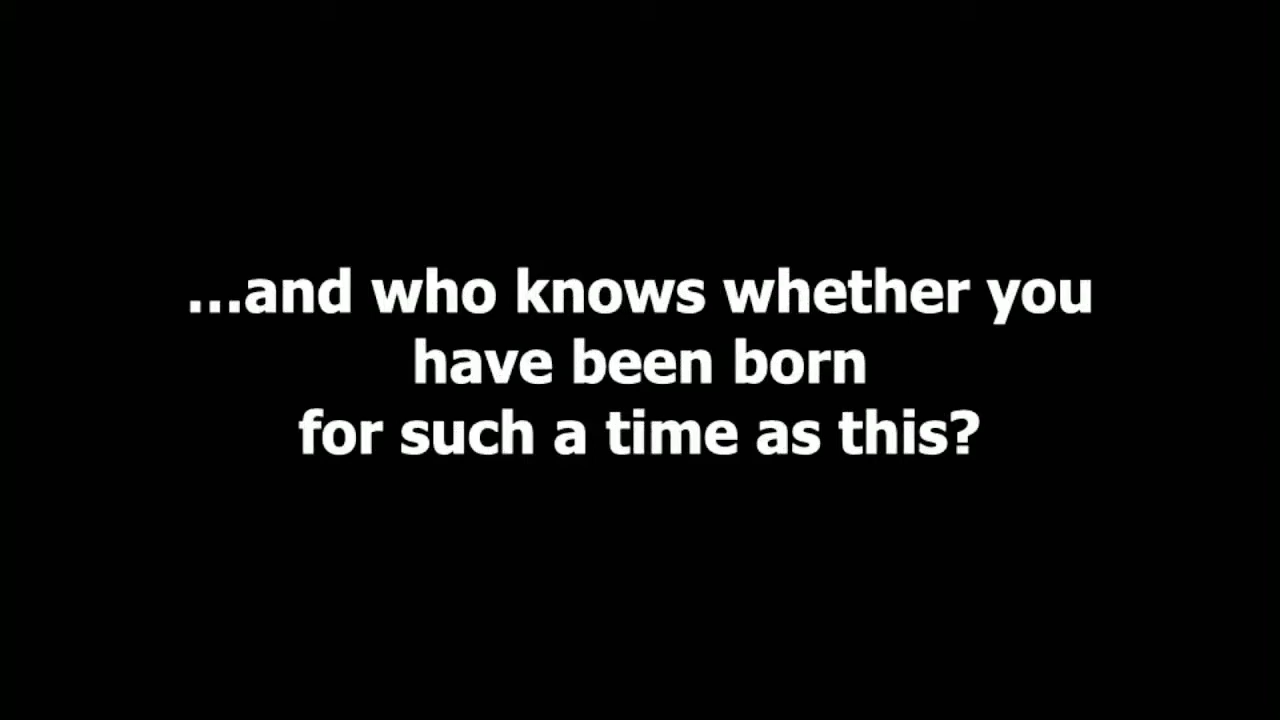 ...and who knows whether you
have been born
for such a time as this?